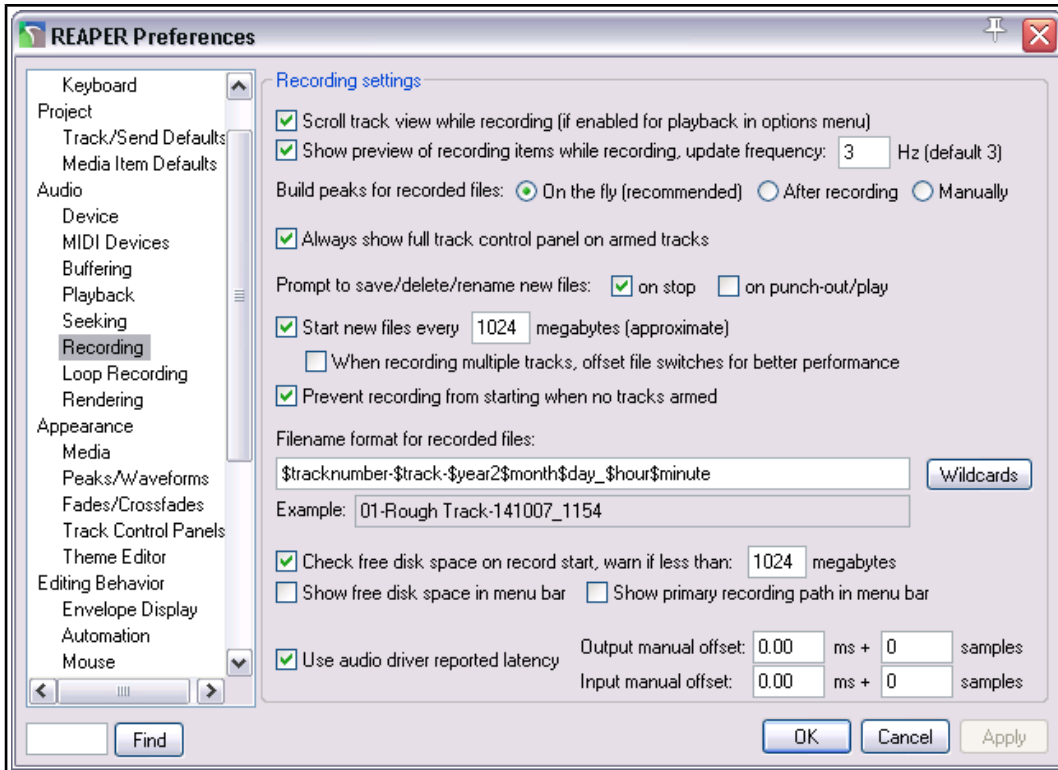 REAPER Preferences
Keyboard
Project
Track/Send Defaults
Media Item Defaults
Audio
Device
MIDI Devices
Buffering
Playback
Seeking
Recording
Loop Recording
Rendering
Appearance
Media
Peaks/Waveforms
Fades/Crossfades
Track Control Panels
Theme Editor
Editing Behavior
Envelope Display
Automation
Mouse
Find
Recording settings
Scroll track view while recording (if enabled for playback in options menu)
Show preview of recording items while recording, update frequency: 3 Hz (default 3)
Build peaks for recorded files: On the fly (recommended) After recording Manually
Always show full track control panel on armed tracks
Prompt to save/delete/rename new files: on stop on punch-out/play
Start new files every 1024 megabytes (approximate)
When recording multiple tracks, offset file switches for better performance
Prevent recording from starting when no tracks armed
Filename format for recorded files:
$tracknumber-$track-$year2$month$day_$hour$minute Wildcards
Example: 01-Rough Track-141007_1154
Check free disk space on record start, warn if less than: 1024 megabytes
Show free disk space in menu bar Show primary recording path in menu bar
Use audio driver reported latency
Output manual offset: 0.00 ms + 0 samples
Input manual offset: 0.00 ms + 0 samples
OK Cancel Apply